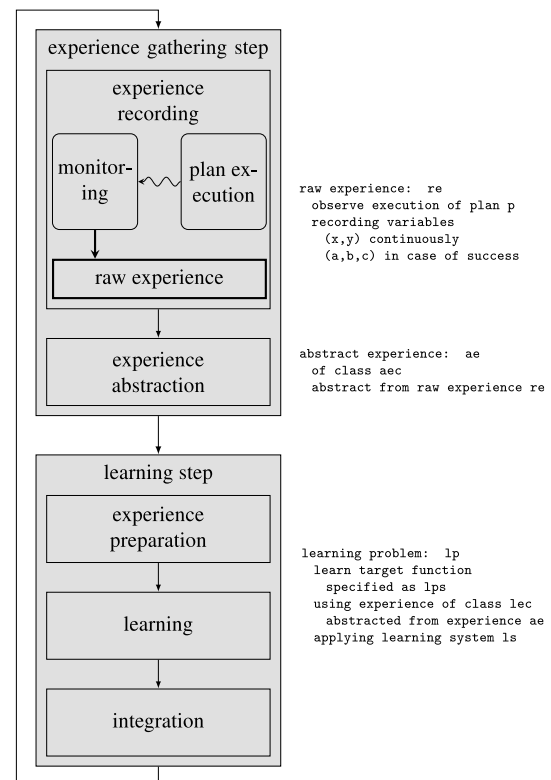 experience gathering step
experience
recording
monitor-
ing
plan ex-
ecution
raw experience
raw experience: re
observe execution of plan p
recording variables
(x,y) continuously
(a,b,c) in case of success
experience
abstraction
abstract experience: ae
of class aec
abstract from raw experience re
learning step
experience
preparation
learning
integration
learning problem: lp
learn target function
specified as lps
using experience of class lec
abstracted from experience ae
applying learning system ls